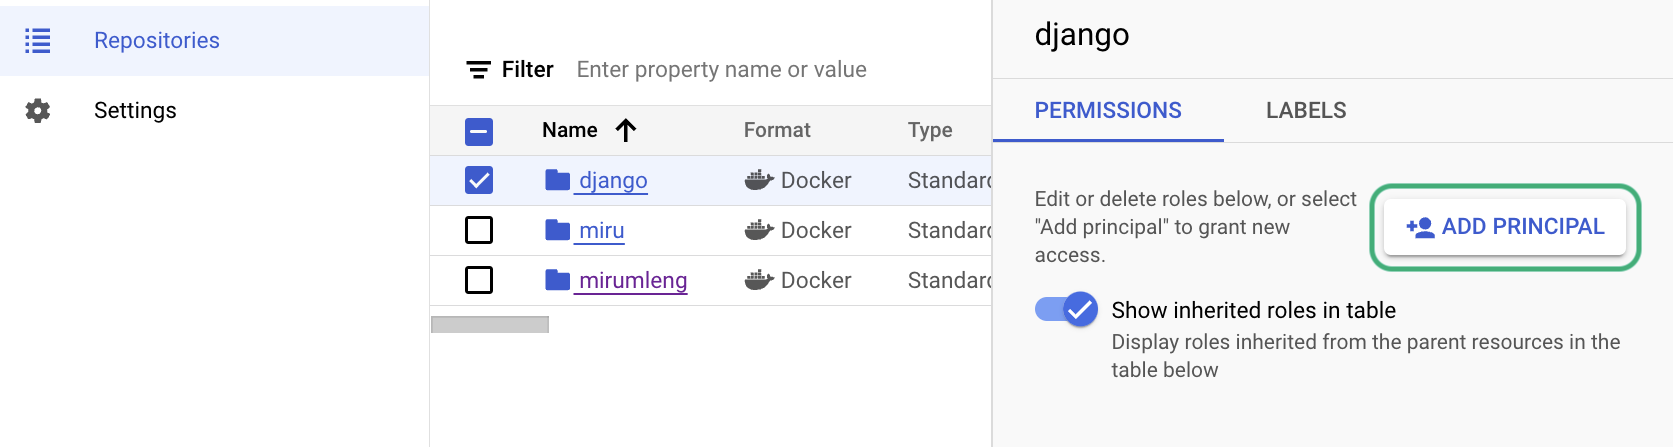 Repositories
Settings
Filter Enter property name or value
Name Format Type
django Docker Standard
miru Docker Standard
mirumleng Docker Standard
django
PERMISSIONS LABELS
Edit or delete roles below, or select
"Add principal" to grant new
access.
ADD PRINCIPAL
Show inherited roles in table
Display roles inherited from the parent resources in the
table below